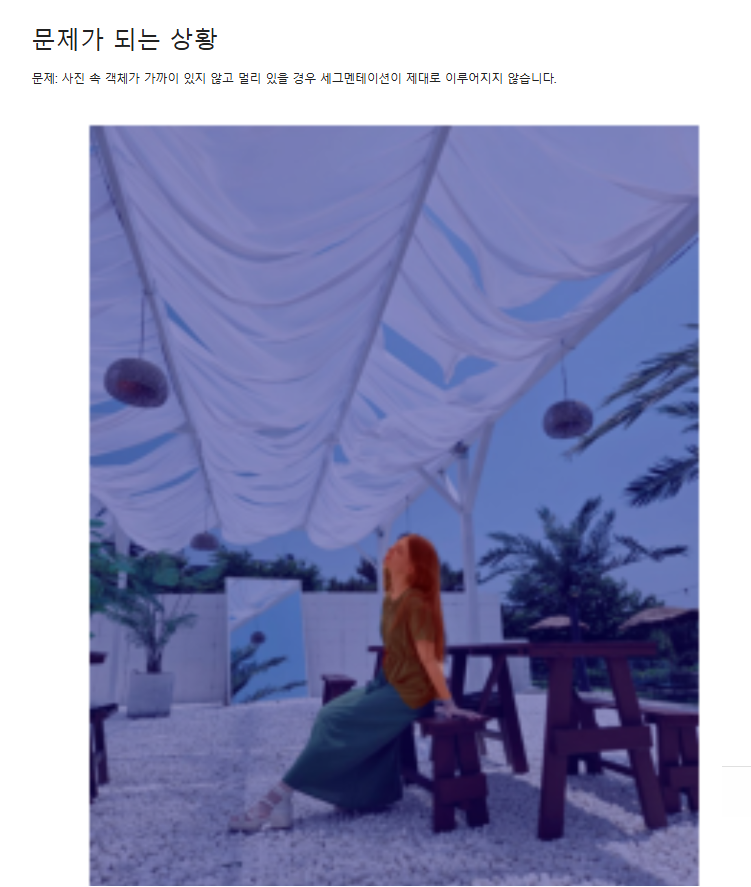 문제가 되는 상황
문제: 사진 속 객체가 가까이 있지 않고 멀리 있을 경우 세그멘테이션이 제대로 이루어지지 않습니다.